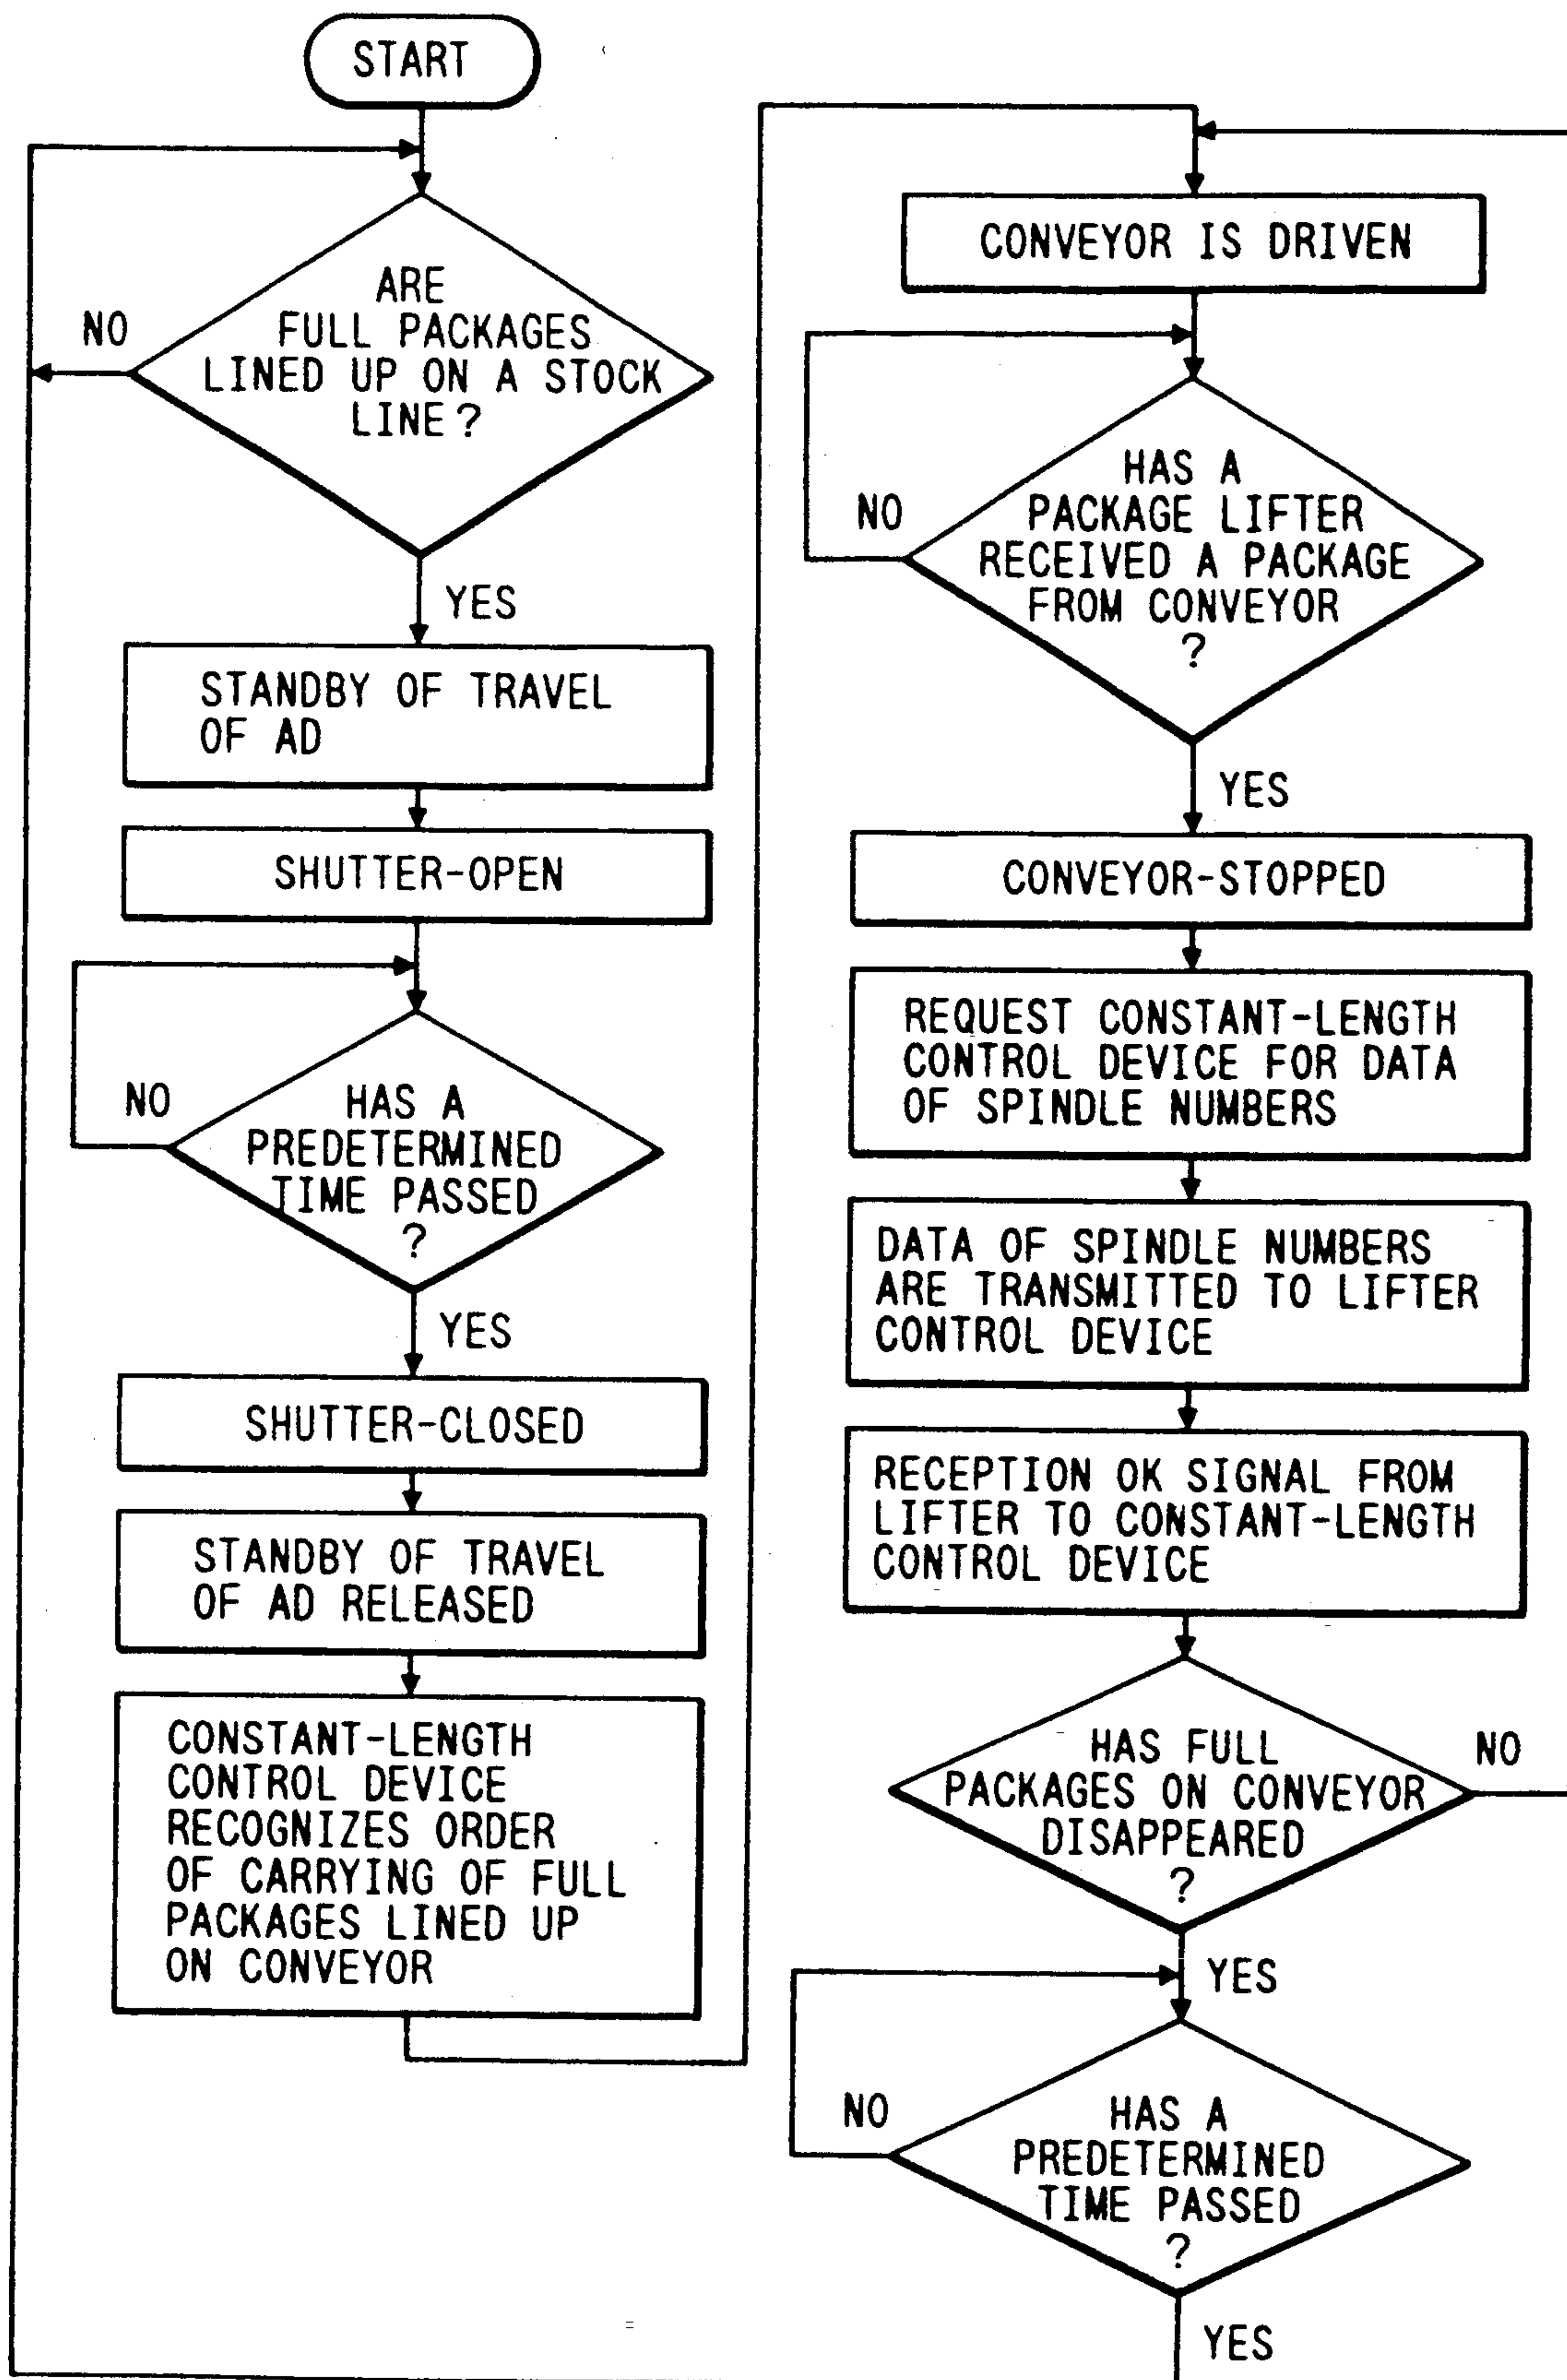 START
ARE
FULL PACKAGES
LINED UP ON A STOCK
LINE?
NO
YES
STANDBY OF TRAVEL
OF AD
SHUTTER-OPEN
NO
HAS A
PREDETERMINED
TIME PASSED
?
YES
SHUTTER-CLOSED
STANDBY OF TRAVEL
OF AD RELEASED
CONSTANT-LENGTH
CONTROL DEVICE
RECOGNIZES ORDER
OF CARRYING OF FULL
PACKAGES LINED UP
ON CONVEYOR
CONVEYOR IS DRIVEN
HAS A
PACKAGE LIFTER
RECEIVED A PACKAGE
FROM CONVEYOR
?
NO
YES
CONVEYOR-STOPPED
REQUEST CONSTANT-LENGTH
CONTROL DEVICE FOR DATA
OF SPINDLE NUMBERS
DATA OF SPINDLE NUMBERS
ARE TRANSMITTED TO LIFTER
CONTROL DEVICE
RECEPTION OK SIGNAL FROM
LIFTER TO CONSTANT-LENGTH
CONTROL DEVICE
HAS FULL
PACKAGES ON CONVEYOR
DISAPPEARED
?
NO
YES
NO
HAS A
PREDETERMINED
TIME PASSED
?
YES